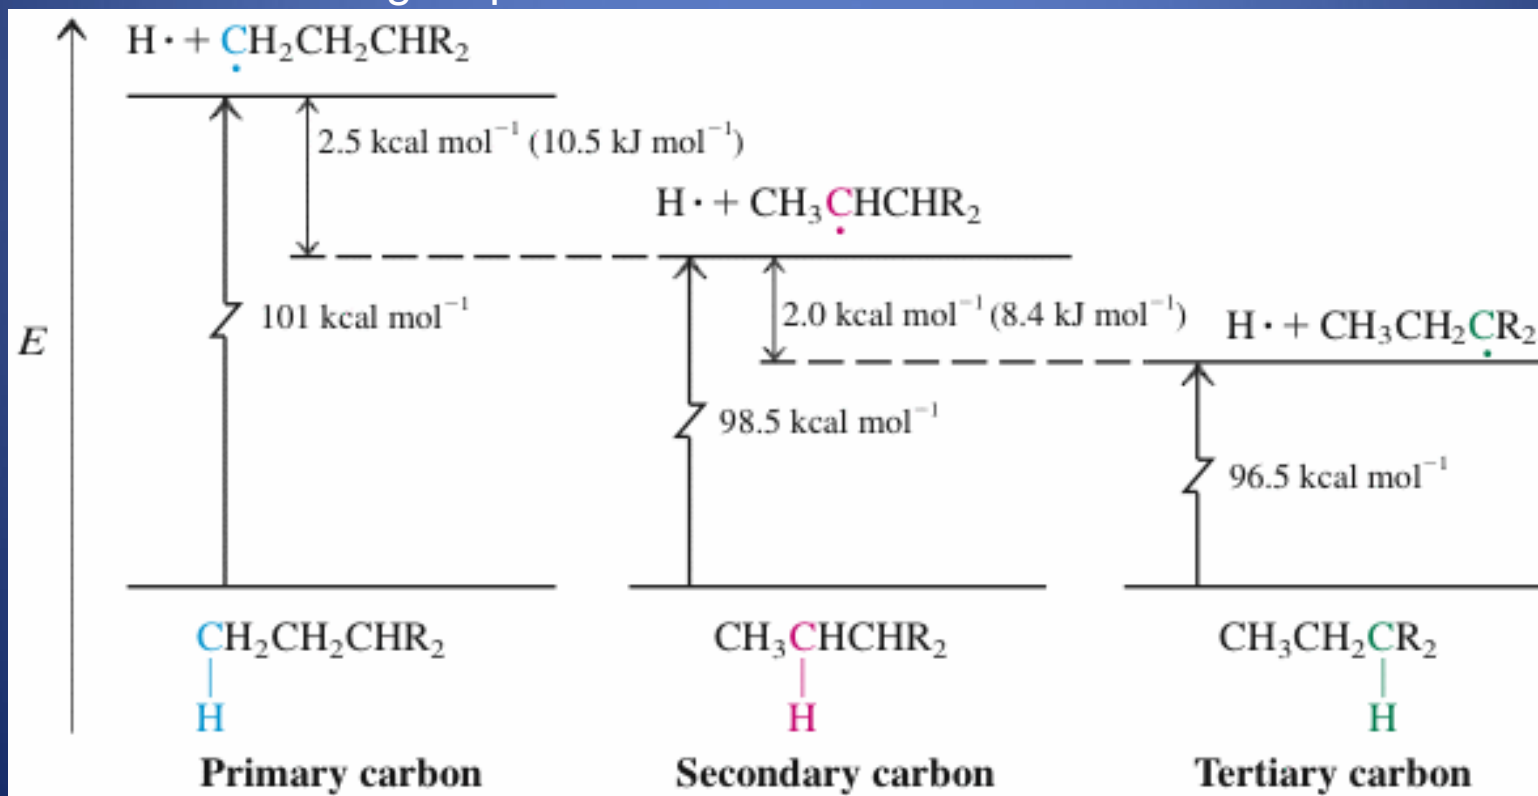 H· + CH₂CH₂CHR₂
2.5 kcal mol⁻¹ (10.5 kJ mol⁻¹)
H· + CH₃CHCHR₂
101 kcal mol⁻¹
2.0 kcal mol⁻¹ (8.4 kJ mol⁻¹)
H· + CH₃CH₂CR₂
E
98.5 kcal mol⁻¹
96.5 kcal mol⁻¹
CH₂CH₂CHR₂
H
CH₃CHCHR₂
H
CH₃CH₂CR₂
H
Primary carbon
Secondary carbon
Tertiary carbon